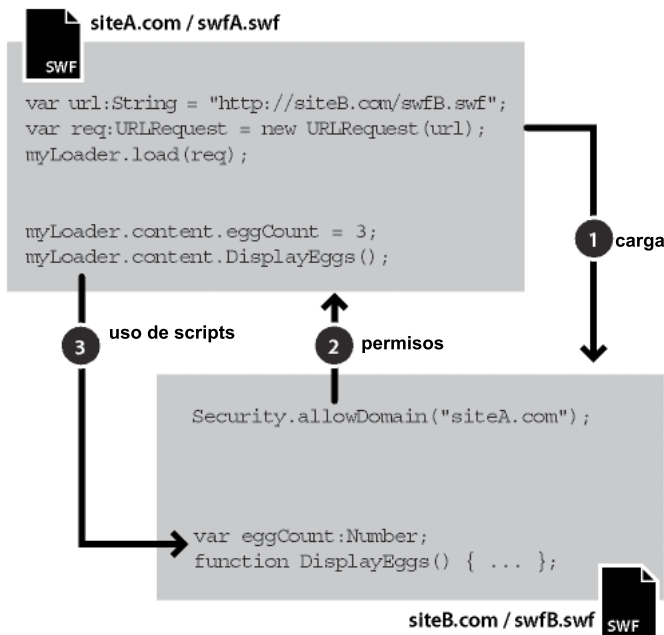 siteA.com / swfA.swf
SWF
var url:String = "http://siteB.com/swfB.swf";
var req:URLRequest = new URLRequest(url);
myLoader.load(req);
myLoader.content.eggCount = 3;
myLoader.content.DisplayEggs();
1 carga
3 uso de scripts
2 permisos
Security.allowDomain("siteA.com");
var eggCount:Number;
function DisplayEggs() { ... };
siteB.com / swfB.swf
SWF